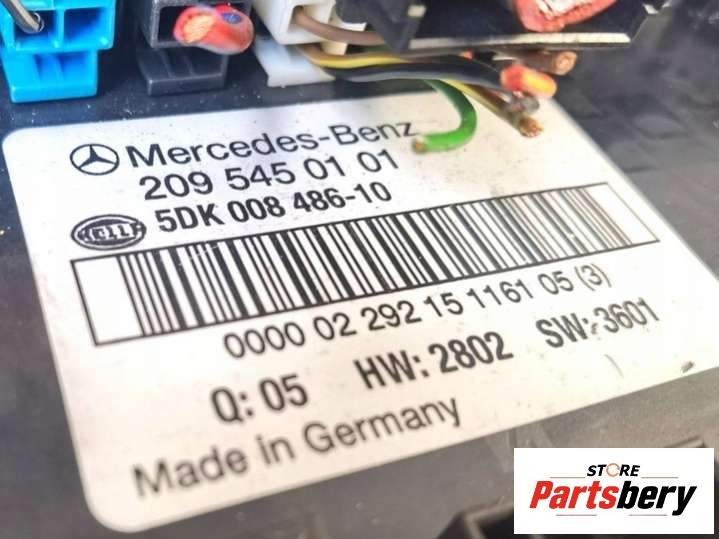 Mercedes-Benz
209 545 01 01
HELLA
5DK 008 486-10
0000 02 292 15 1161 05 (3)
Q: 05 HW: 2802 SW: 3601
Made in Germany
STORE
Partsbery